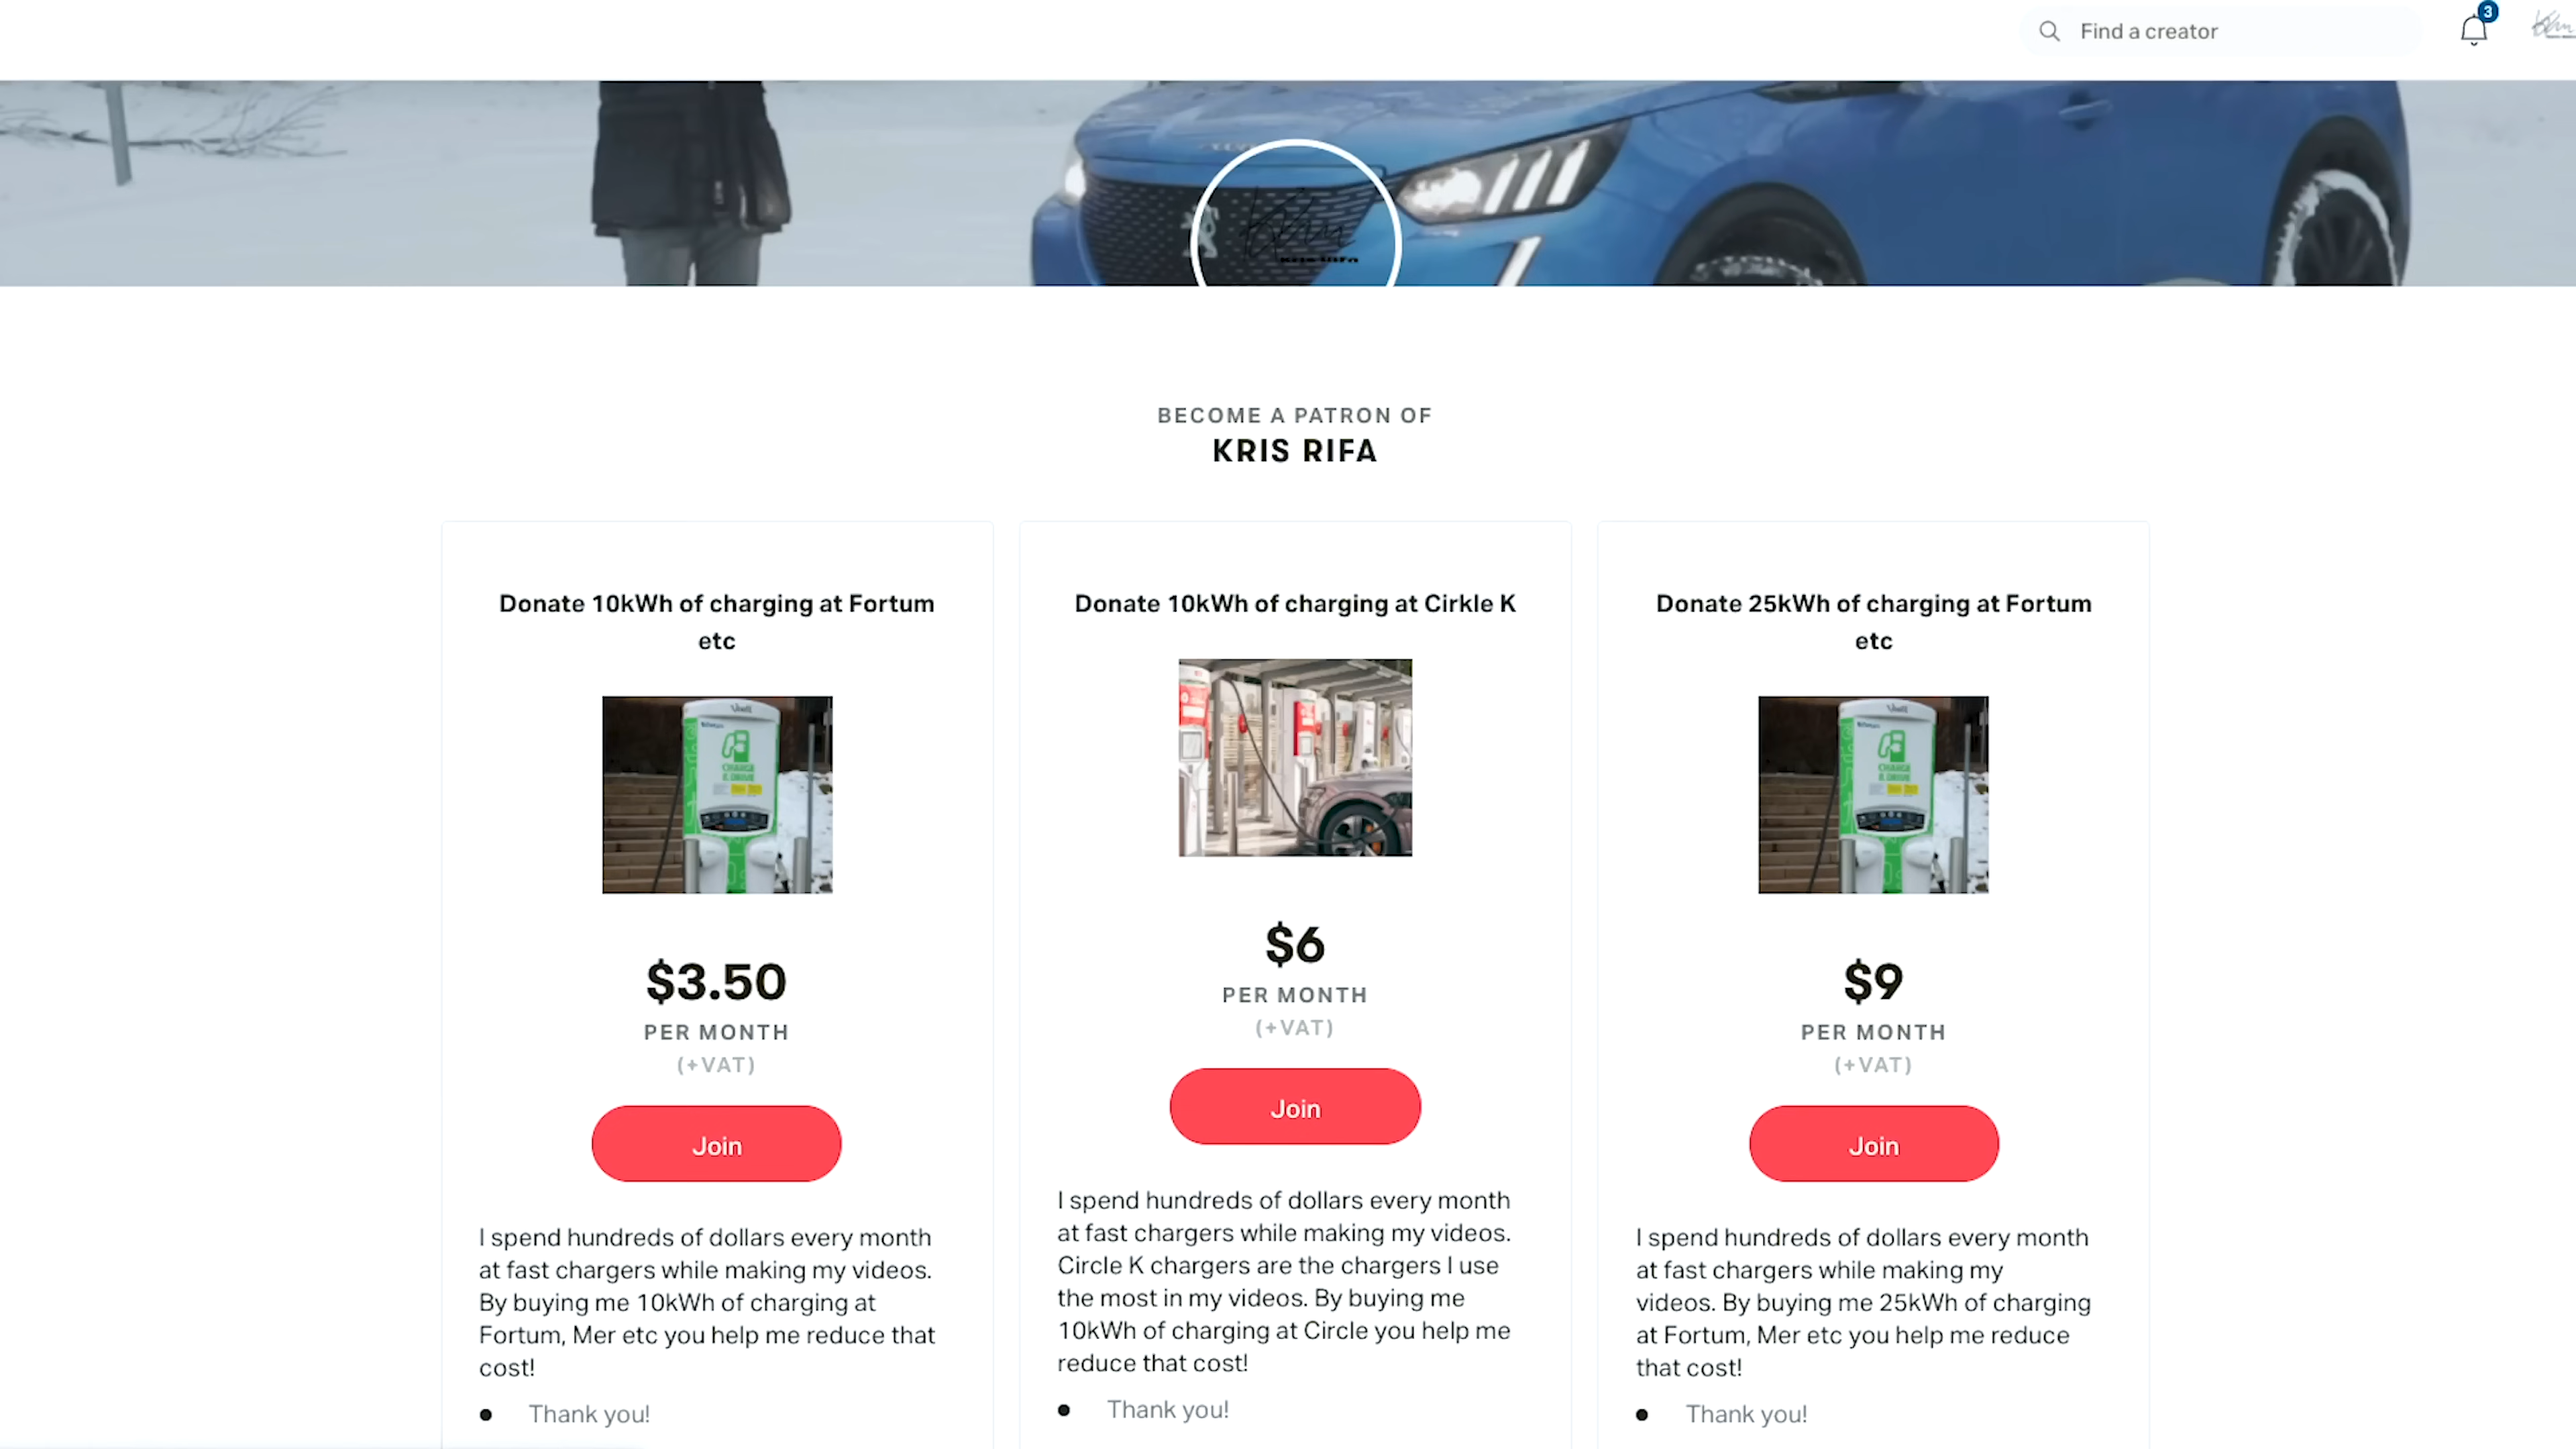 Find a creator
3
BECOME A PATRON OF
KRIS RIFA
Donate 10kWh of charging at Fortum
etc
CHARGE
& DRIVE
$3.50
PER MONTH
(+VAT)
Join
I spend hundreds of dollars every month
at fast chargers while making my videos.
By buying me 10kWh of charging at
Fortum, Mer etc you help me reduce that
cost!
Thank you!
Donate 10kWh of charging at Cirkle K
$6
PER MONTH
(+VAT)
Join
I spend hundreds of dollars every month
at fast chargers while making my videos.
Circle K chargers are the chargers I use
the most in my videos. By buying me
10kWh of charging at Circle you help me
reduce that cost!
Thank you!
Donate 25kWh of charging at Fortum
etc
CHARGE
& DRIVE
$9
PER MONTH
(+VAT)
Join
I spend hundreds of dollars every month
at fast chargers while making my
videos. By buying me 25kWh of charging
at Fortum, Mer etc you help me reduce
that cost!
Thank you!